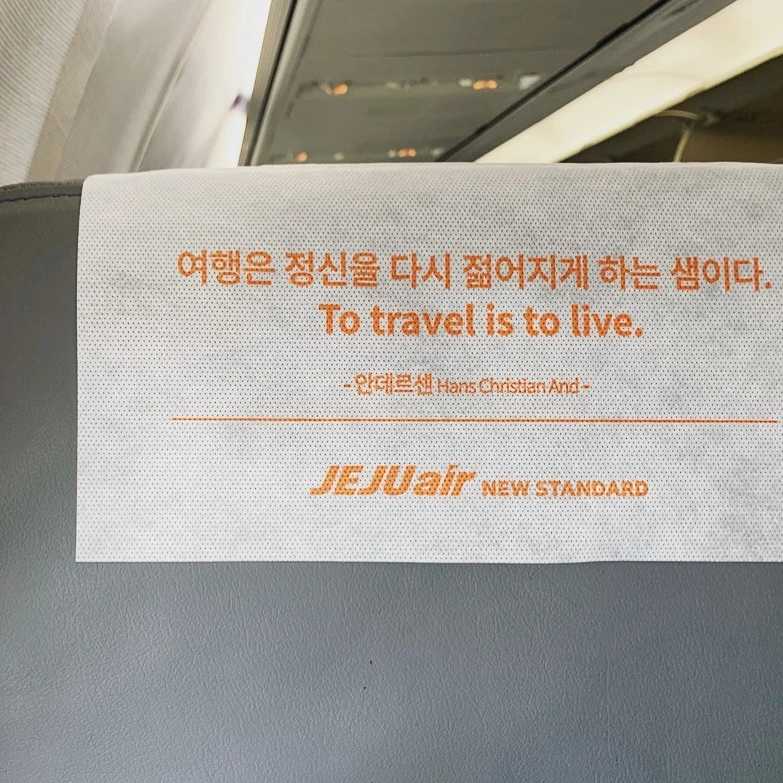 여행은 정신을 다시 젊어지게 하는 샘이다.
To travel is to live.
- 안데르센 Hans Christian And -
JEJUair NEW STANDARD